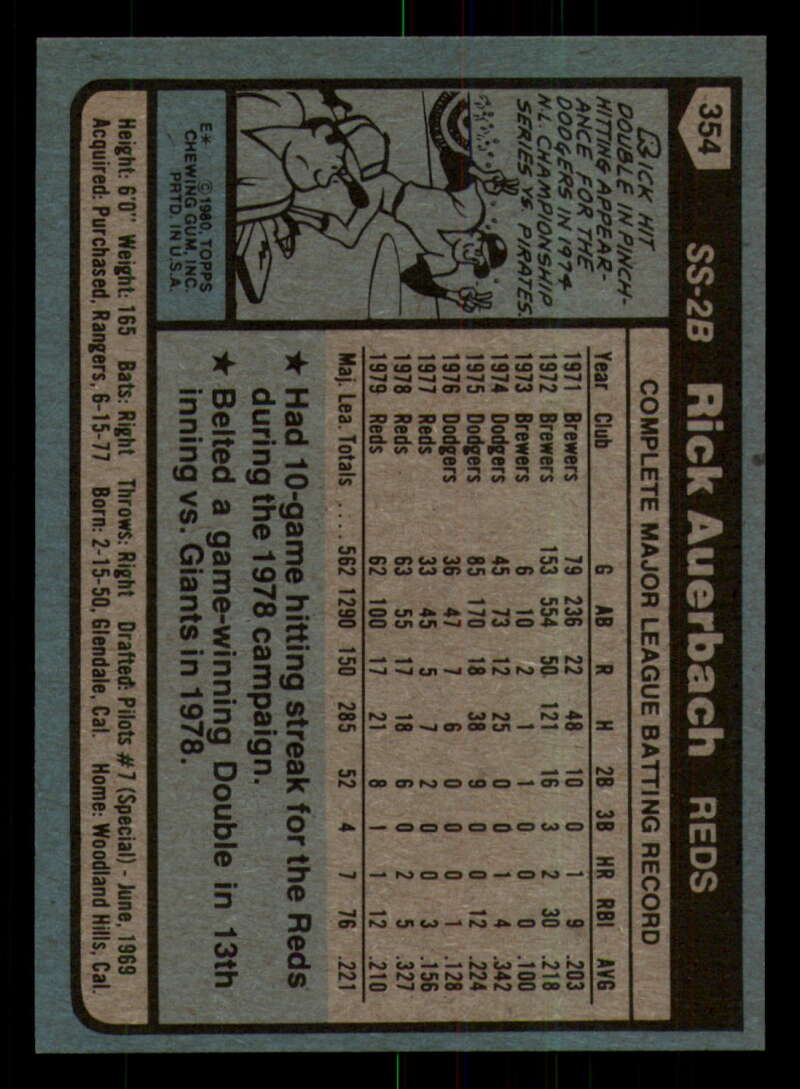 354
SS-2B Rick Auerbach REDS
RICK HIT
DOUBLE IN PINCH-
HITTING APPEAR-
ANCE FOR THE
DODGERS IN 1974
N.L. CHAMPIONSHIP
SERIES VS. PIRATES.
E* © 1980, TOPPS
CHEWING GUM, INC.
PRTD. IN U.S.A.
COMPLETE MAJOR LEAGUE BATTING RECORD
Year Club G AB R H 2B 3B HR RBI AVG
1971 Brewers 79 236 22 48 10 0 1 9 .203
1972 Brewers 153 554 50 121 16 3 2 30 .218
1973 Brewers 6 10 2 1 1 0 0 0 .100
1974 Dodgers 45 73 12 25 0 0 1 4 .342
1975 Dodgers 85 170 18 38 9 0 0 12 .224
1976 Dodgers 36 47 7 6 0 0 0 1 .128
1977 Reds 33 45 5 7 2 0 0 3 .156
1978 Reds 63 55 17 18 6 0 2 5 .327
1979 Reds 62 100 17 21 8 1 1 12 .210
Maj. Lea. Totals .... 562 1290 150 285 52 4 7 76 .221
★ Had 10-game hitting streak for the Reds
during the 1978 campaign.
★ Belted a game-winning Double in 13th
inning vs. Giants in 1978.
Height: 6'0" Weight: 165 Bats: Right Throws: Right Drafted: Pilots #7 (Special) - June, 1969
Acquired: Purchased, Rangers, 6-15-77 Born: 2-15-50, Glendale, Cal. Home: Woodland Hills, Cal.